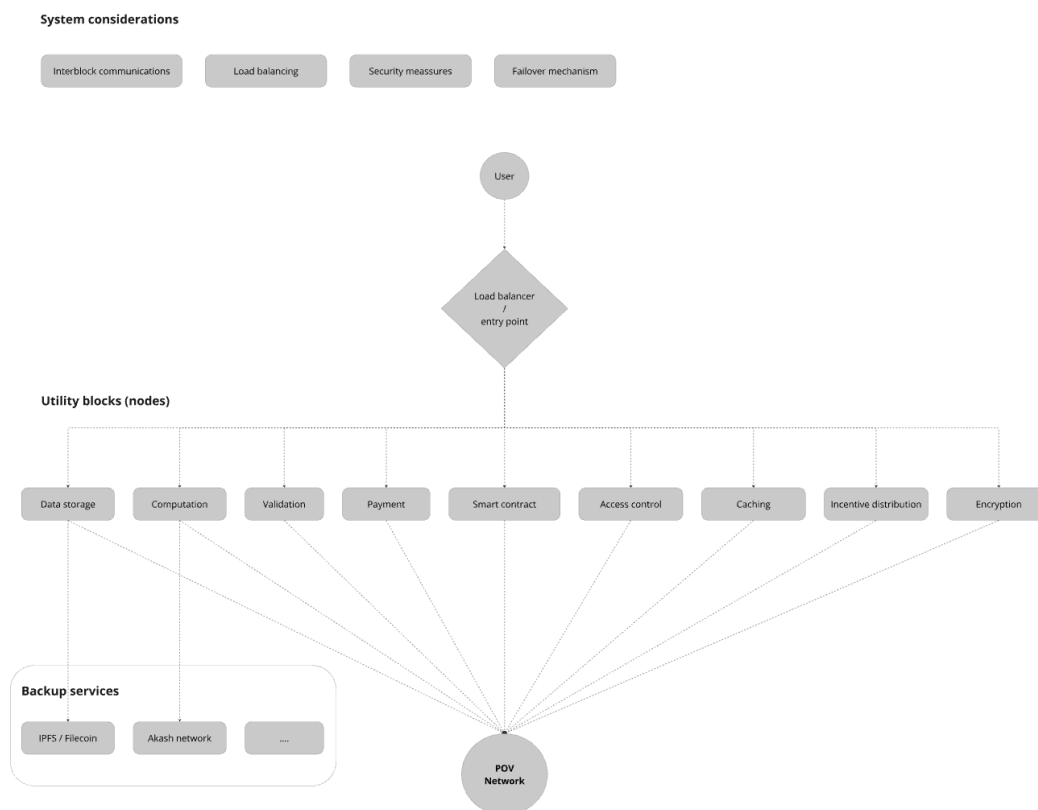 System considerations
Interblock communications
Load balancing
Security meassures
Failover mechanism
User
Load balancer
/
entry point
Utility blocks (nodes)
Data storage
Computation
Validation
Payment
Smart contract
Access control
Caching
Incentive distribution
Encryption
Backup services
IPFS / Filecoin
Akash network
....
POV
Network